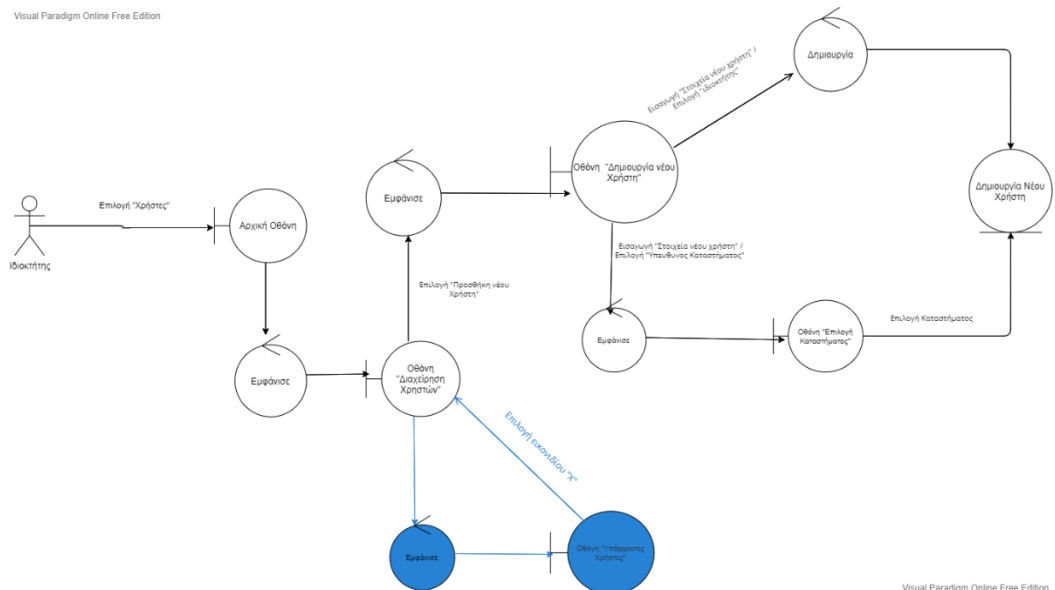 Visual Paradigm Online Free Edition
Δημιουργία
Εισαγωγή "Στοιχεία νέου χρήστη" /
Επιλογή "ιδιοκτήτης"
Οθόνη "Δημιουργία νέου
Χρήστη"
Εμφάνισε
Δημιουργία Νέου
Χρήστη
Επιλογή "Χρήστες"
Αρχική Οθόνη
Ιδιοκτήτης
Εισαγωγή "Στοιχεία νέου χρήστη" /
Επιλογή "Υπευθυνος Καταστήματος"
Επιλογή "Προσθήκη νέου
Χρήστη"
Εμφάνισε
Οθόνη "Επιλογή
Καταστήματος"
Επιλογή Καταστήματος
Εμφάνισε
Οθόνη
"Διαχείρηση
Χρηστών"
Επιλογή εικονιδίου "Χ"
Εμφάνισε
Οθόνη "Υπάρχοντες
Χρήστες"
Visual Paradigm Online Free Edition